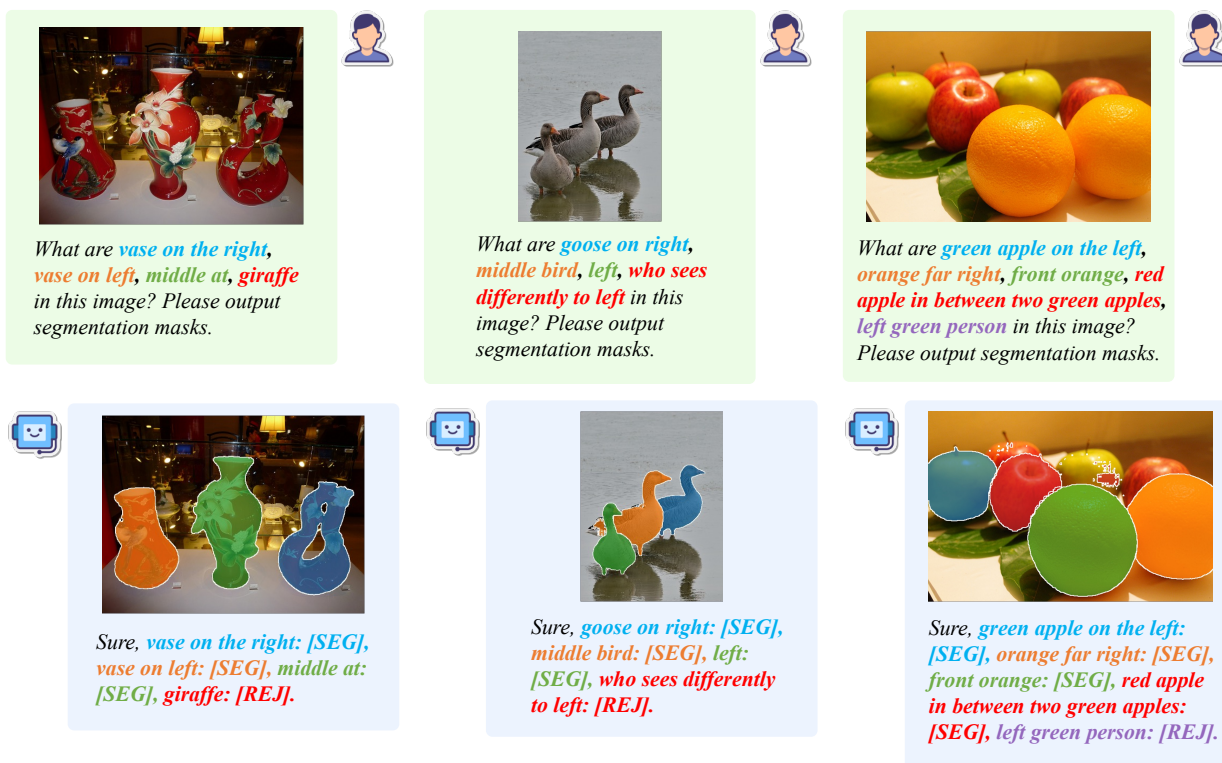 What are vase on the right,
vase on left, middle at, giraffe
in this image? Please output
segmentation masks.
What are goose on right,
middle bird, left, who sees
differently to left in this
image? Please output
segmentation masks.
What are green apple on the left,
orange far right, front orange, red
apple in between two green apples,
left green person in this image?
Please output segmentation masks.
Sure, vase on the right: [SEG],
vase on left: [SEG], middle at:
[SEG], giraffe: [REJ].
Sure, goose on right: [SEG],
middle bird: [SEG], left:
[SEG], who sees differently
to left: [REJ].
Sure, green apple on the left:
[SEG], orange far right: [SEG],
front orange: [SEG], red apple
in between two green apples:
[SEG], left green person: [REJ].